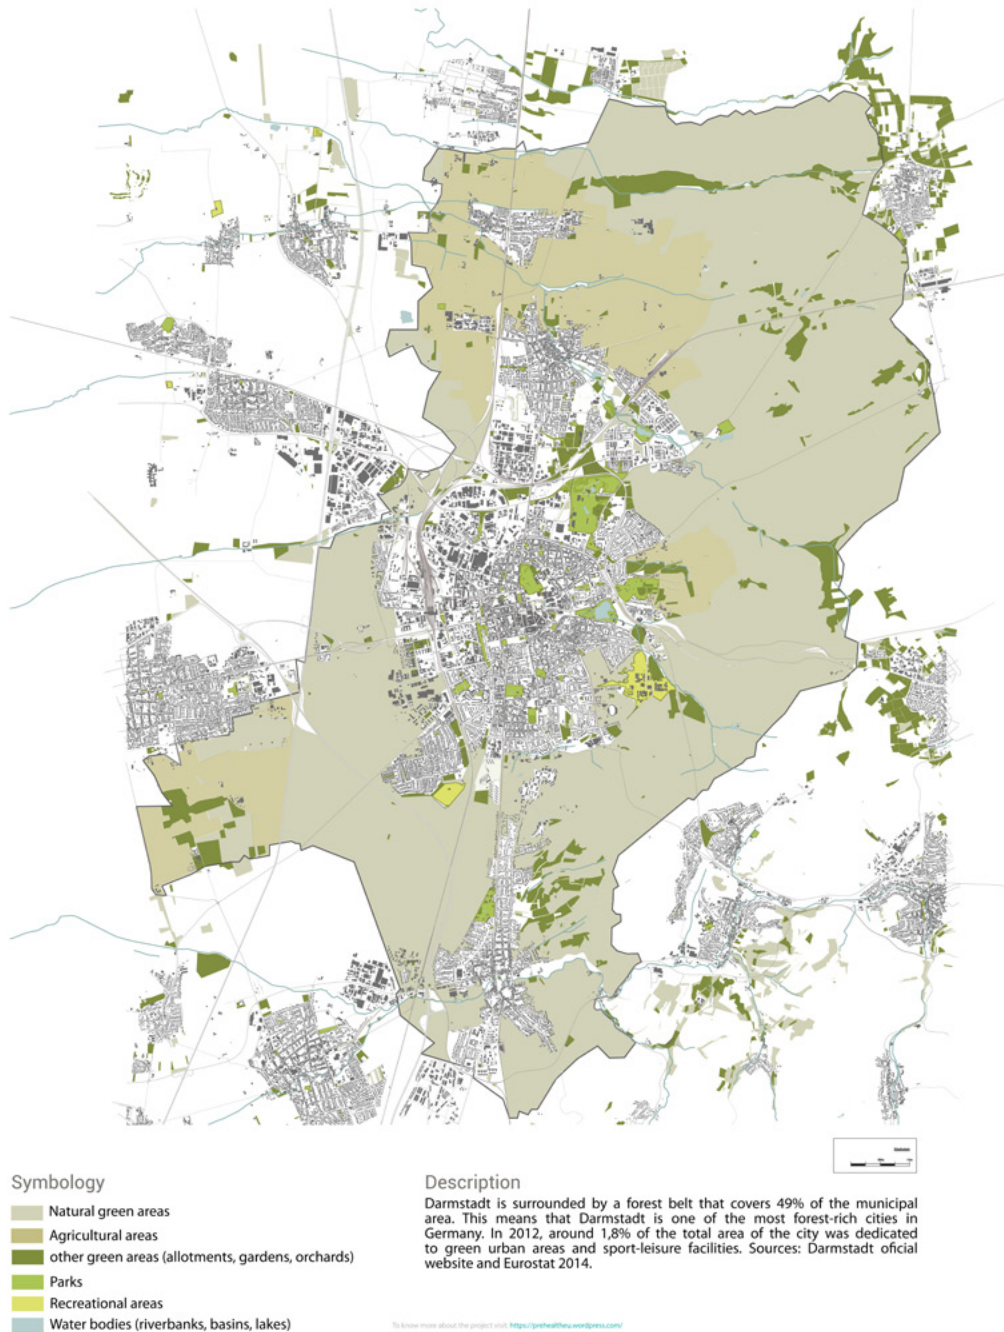 Symbology
Natural green areas
Agricultural areas
other green areas (allotments, gardens, orchards)
Parks
Recreational areas
Water bodies (riverbanks, basins, lakes)
Description
Darmstadt is surrounded by a forest belt that covers 49% of the municipal
area. This means that Darmstadt is one of the most forest-rich cities in
Germany. In 2012, around 1,8% of the total area of the city was dedicated
to green urban areas and sport-leisure facilities. Sources: Darmstadt oficial
website and Eurostat 2014.
To know more about the project visit: https://prehealtheu.wordpress.com/